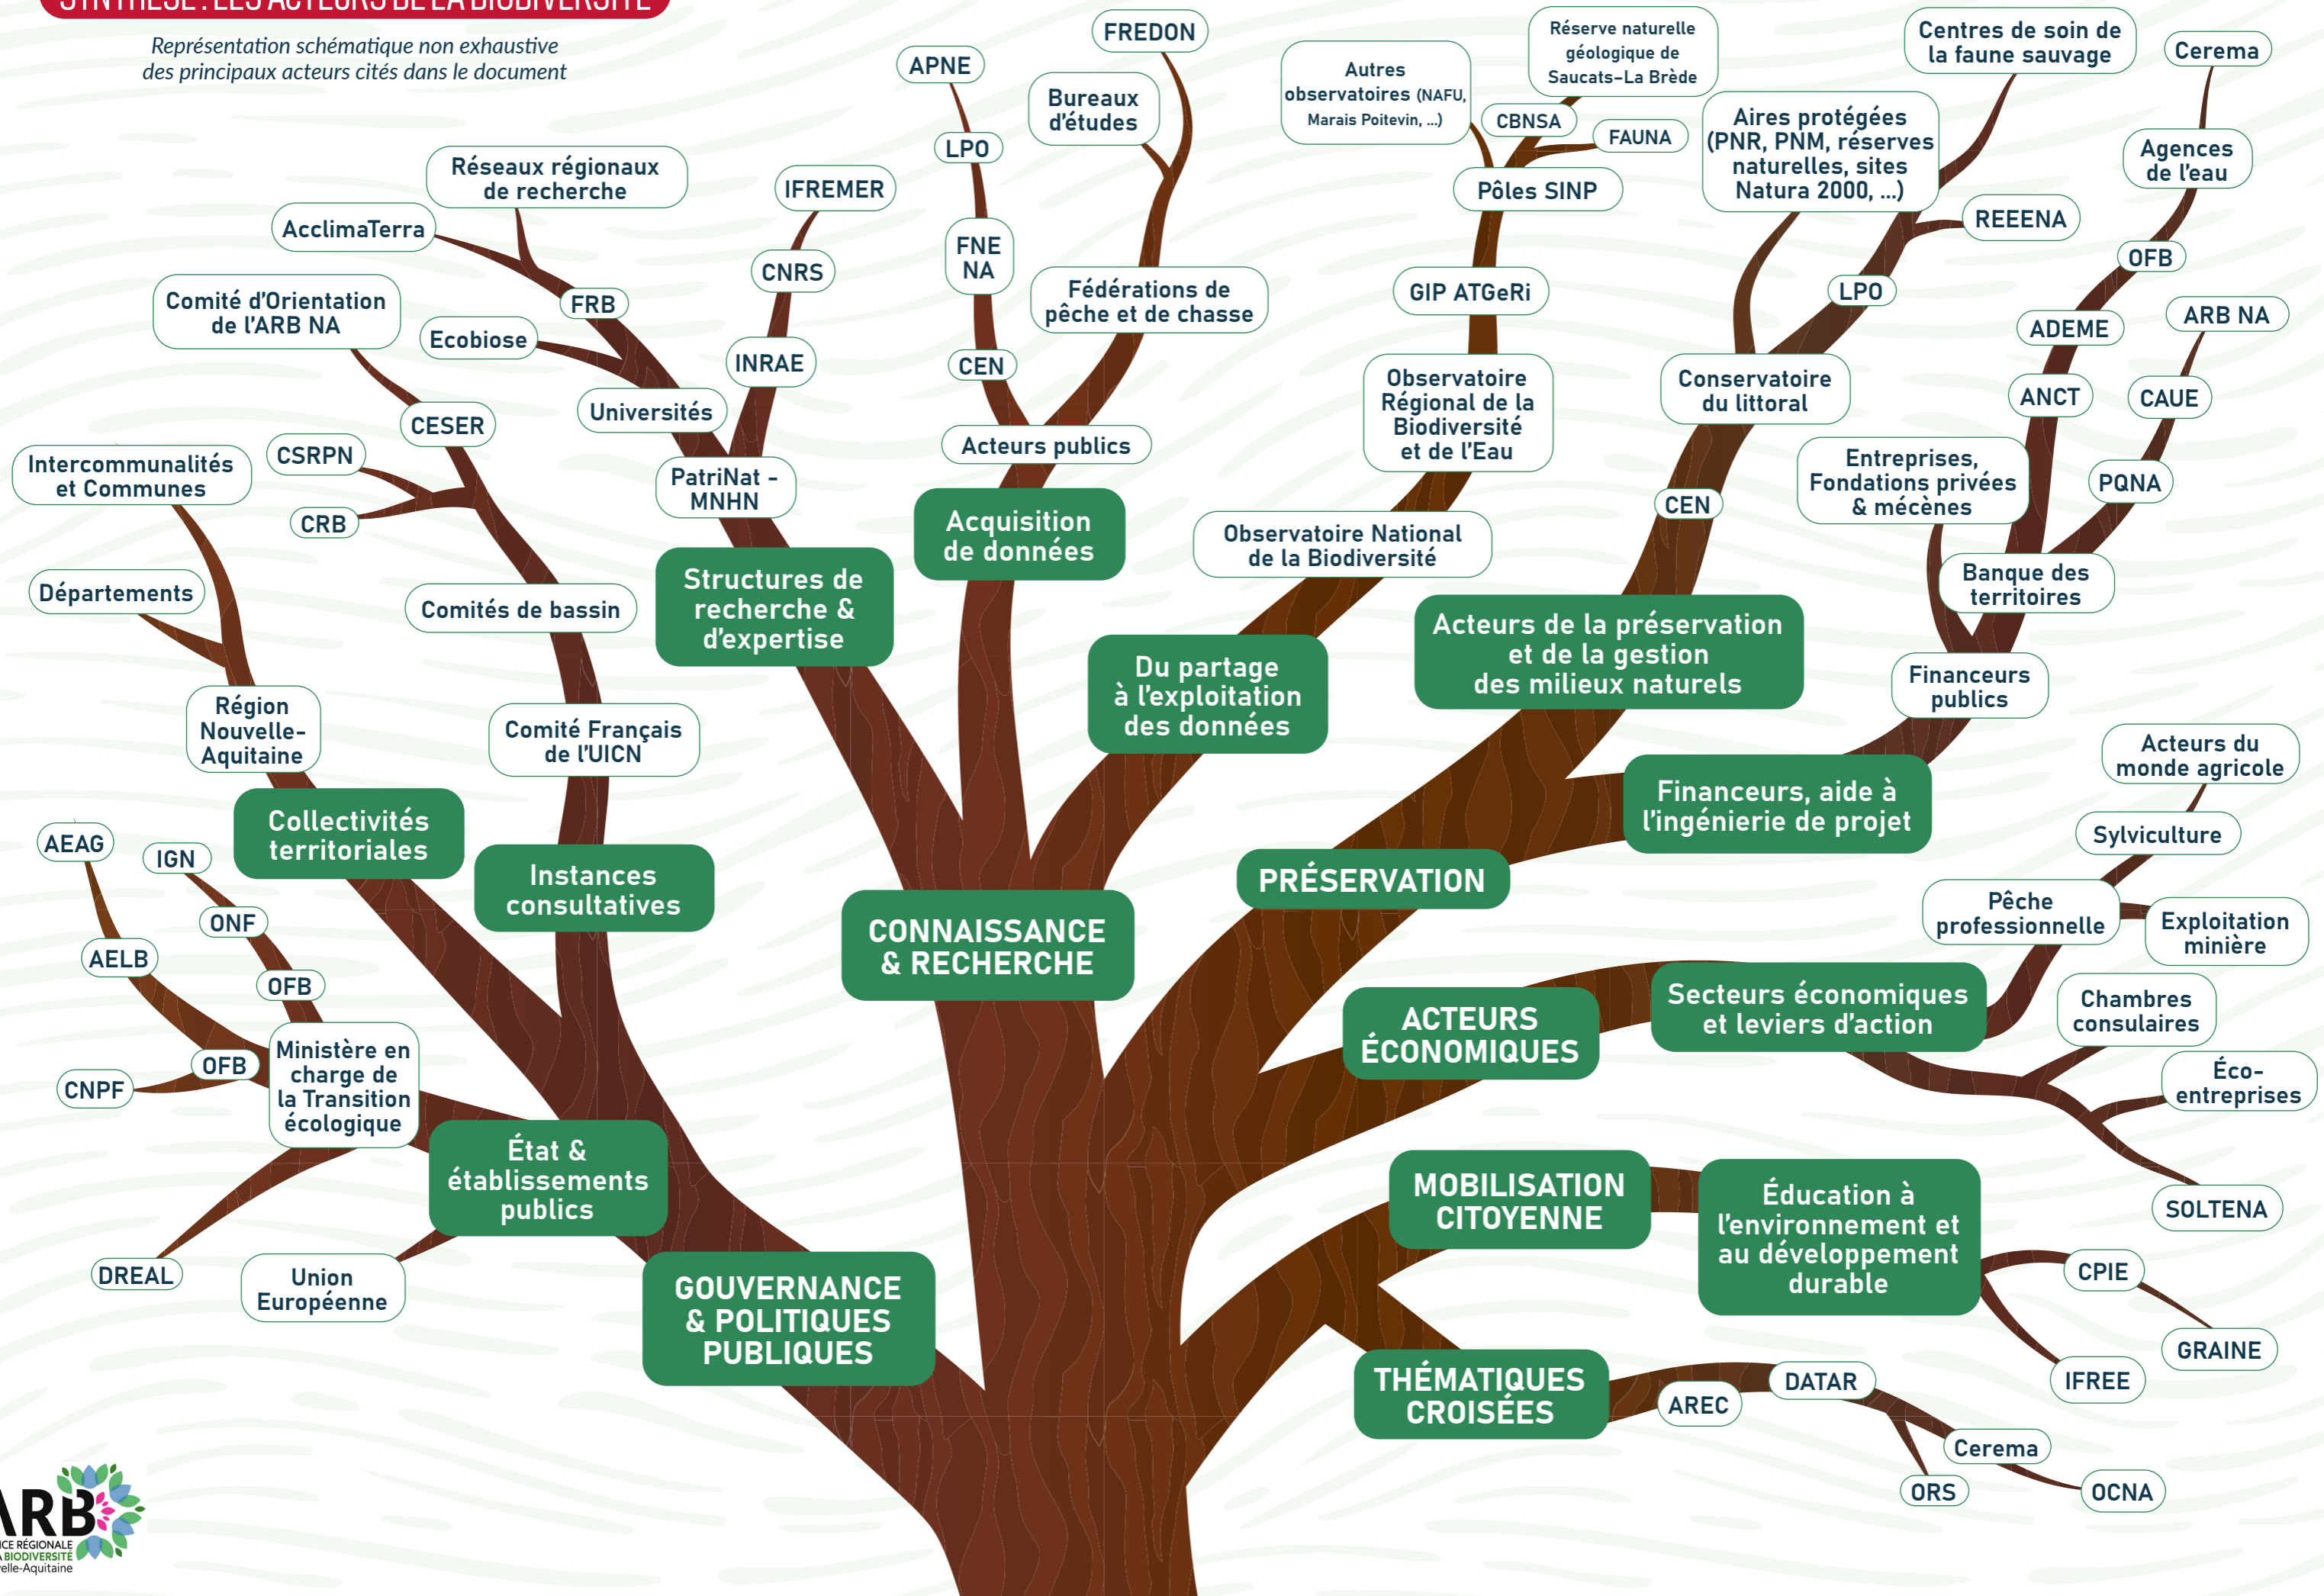 SYNTHÈSE : LES ACTEURS DE LA BIODIVERSITÉ
Représentation schématique non exhaustive
des principaux acteurs cités dans le document
FREDON
APNE
Bureaux
d'études
LPO
Autres
observatoires (NAFU,
Marais Poitevin, ...)
Réserve naturelle
géologique de
Saucats–La Brède
CBNSA
FAUNA
Pôles SINP
Centres de soin de
la faune sauvage
Cerema
Aires protégées
(PNR, PNM, réserves
naturelles, sites
Natura 2000, ...)
Agences
de l'eau
REEENA
OFB
Réseaux régionaux
de recherche
IFREMER
AcclimaTerra
CNRS
FNE
NA
Fédérations de
pêche et de chasse
GIP ATGeRi
LPO
ADEME
ARB NA
Comité d'Orientation
de l'ARB NA
FRB
Ecobiose
INRAE
CEN
Observatoire
Régional de la
Biodiversité
et de l'Eau
Conservatoire
du littoral
ANCT
CAUE
Universités
CESER
CSRPN
Acteurs publics
Intercommunalités
et Communes
CRB
PatriNat -
MNHN
Acquisition
de données
Observatoire National
de la Biodiversité
CEN
Entreprises,
Fondations privées
& mécènes
PQNA
Banque des
territoires
Départements
Comités de bassin
Structures de
recherche &
d'expertise
Du partage
à l'exploitation
des données
Acteurs de la préservation
et de la gestion
des milieux naturels
Financeurs
publics
Région
Nouvelle-
Aquitaine
Comité Français
de l'UICN
Financeurs, aide à
l'ingénierie de projet
Acteurs du
monde agricole
Sylviculture
Collectivités
territoriales
AEAG
IGN
Instances
consultatives
PRÉSERVATION
Pêche
professionnelle
Exploitation
minière
ONF
AELB
OFB
CONNAISSANCE
& RECHERCHE
ACTEURS
ÉCONOMIQUES
Secteurs économiques
et leviers d'action
Chambres
consulaires
Éco-
entreprises
OFB
CNPF
Ministère en
charge de
la Transition
écologique
État &
établissements
publics
MOBILISATION
CITOYENNE
Éducation à
l'environnement et
au développement
durable
SOLTENA
DREAL
Union
Européenne
GOUVERNANCE
& POLITIQUES
PUBLIQUES
CPIE
GRAINE
IFREE
THÉMATIQUES
CROISÉES
AREC
DATAR
Cerema
ORS
OCNA
ARB
NCE RÉGIONALE
A BIODIVERSITÉ
velle-Aquitaine